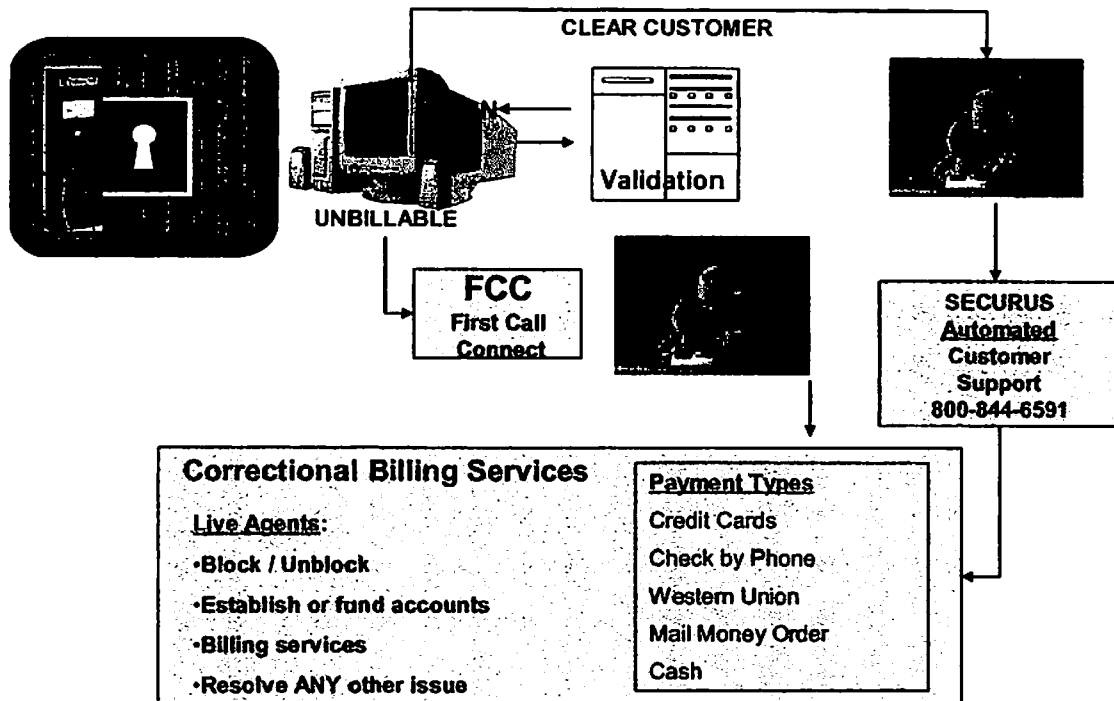 CLEAR CUSTOMER
N
Validation
UNBILLABLE
FCC
First Call
Connect
SECURUS
Automated
Customer
Support
800-844-6591
Correctional Billing Services
Live Agents:
•Block / Unblock
•Establish or fund accounts
•Billing services
•Resolve ANY other issue
Payment Types
Credit Cards
Check by Phone
Western Union
Mail Money Order
Cash